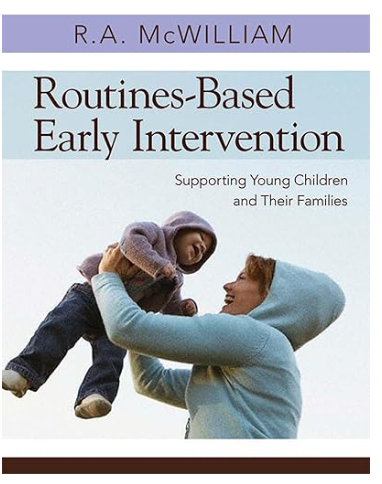 R.A. McWILLIAM
Routines-Based
Early Intervention
Supporting Young Children
and Their Families